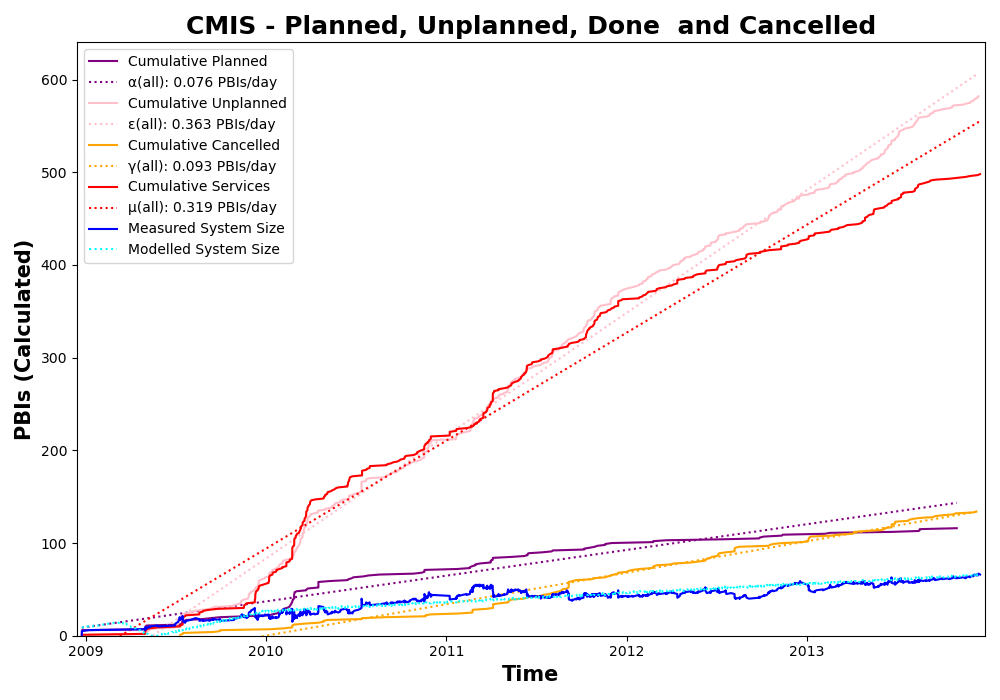 CMIS - Planned, Unplanned, Done  and Cancelled
PBIs (Calculated)
600
500
400
300
200
100
0
Cumulative Planned
α(all): 0.076 PBIs/day
Cumulative Unplanned
ε(all): 0.363 PBIs/day
Cumulative Cancelled
γ(all): 0.093 PBIs/day
Cumulative Services
μ(all): 0.319 PBIs/day
Measured System Size
Modelled System Size
2009 2010 2011 2012 2013
Time